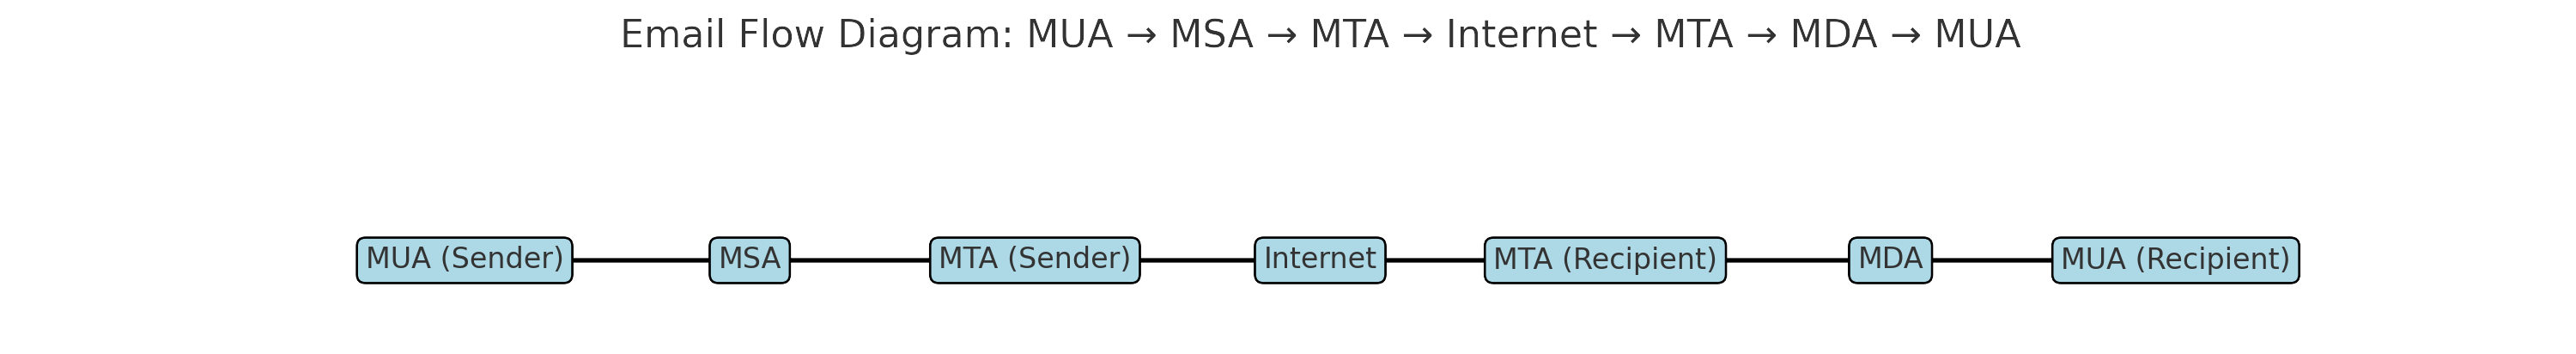 Email Flow Diagram: MUA → MSA → MTA → Internet → MTA → MDA → MUA
MUA (Sender) MSA MTA (Sender) Internet MTA (Recipient) MDA MUA (Recipient)